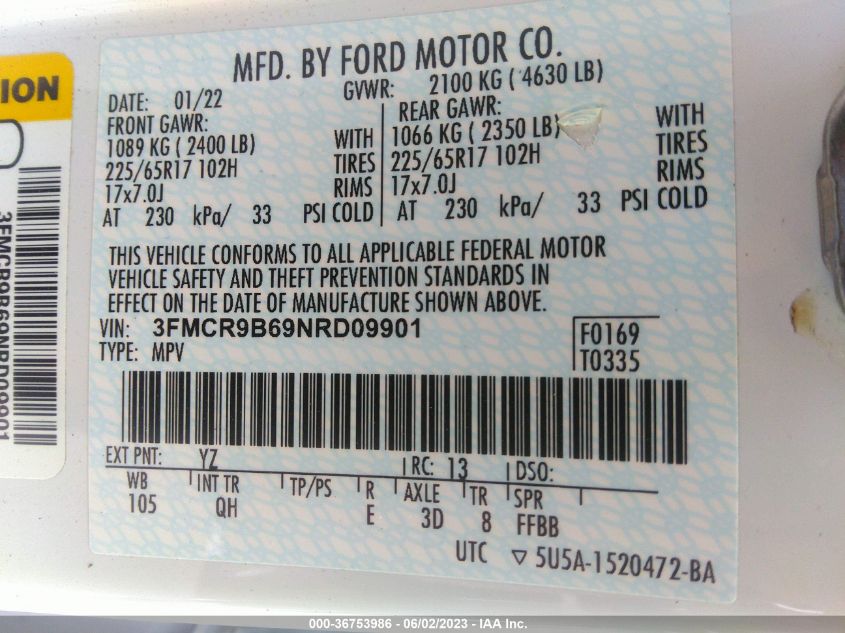 ION
3FMCR9B69NRD09901
MFD. BY FORD MOTOR CO.
DATE: 01/22 GVWR: 2100 KG ( 4630 LB)
FRONT GAWR: REAR GAWR:
1089 KG ( 2400 LB) WITH 1066 KG ( 2350 LB) WITH
225/65R17 102H TIRES 225/65R17 102H TIRES
17x7.0J RIMS 17x7.0J RIMS
AT 230 kPa/ 33 PSI COLD AT 230 kPa/ 33 PSI COLD
THIS VEHICLE CONFORMS TO ALL APPLICABLE FEDERAL MOTOR
VEHICLE SAFETY AND THEFT PREVENTION STANDARDS IN
EFFECT ON THE DATE OF MANUFACTURE SHOWN ABOVE.
VIN: 3FMCR9B69NRD09901 F0169
TYPE: MPV T0335
EXT PNT: YZ RC: 13 DSO:
WB INT TR TP/PS R AXLE TR SPR
105 QH E 3D 8 FFBB
UTC ▽ 5U5A-1520472-BA
000-36753986 - 06/02/2023 - IAA Inc.